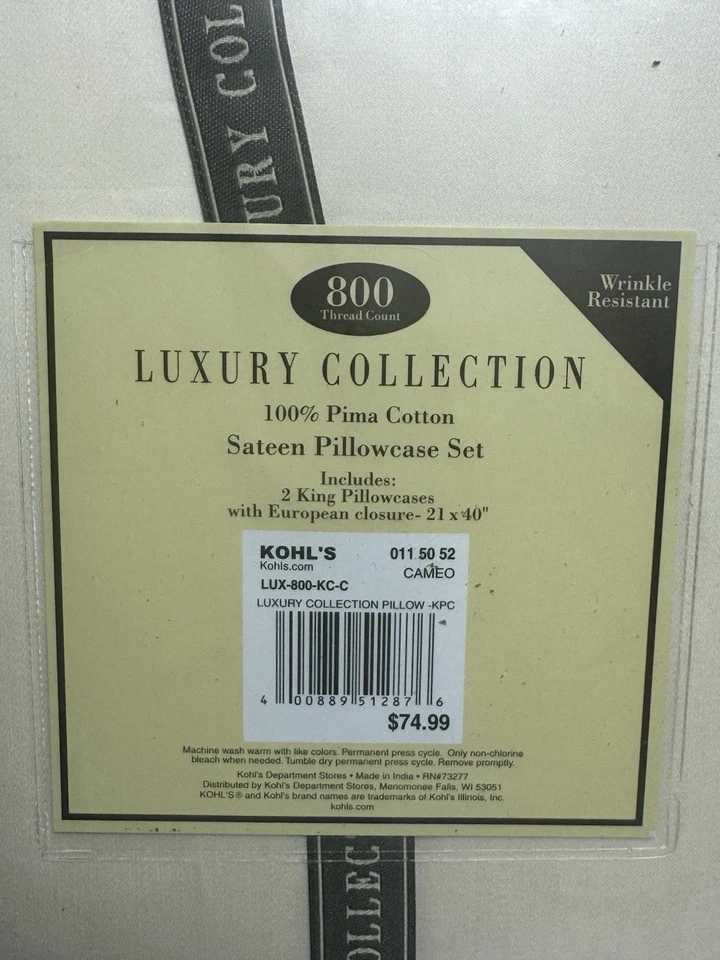 URY COL
800
Thread Count
Wrinkle
Resistant
LUXURY COLLECTION
100% Pima Cotton
Sateen Pillowcase Set
Includes:
2 King Pillowcases
with European closure- 21 x 40"
KOHL'S 011 50 52
Kohls.com CAMEO
LUX-800-KC-C
LUXURY COLLECTION PILLOW -KPC
4 00889 51287 6
$74.99
Machine wash warm with like colors. Permanent press cycle. Only non-chlorine
bleach when needed. Tumble dry permanent press cycle. Remove promptly.
Kohl's Department Stores • Made in India • RN#73277
Distributed by Kohl's Department Stores, Menomonee Falls, WI 53051
KOHL'S® and Kohl's brand names are trademarks of Kohl's Illinois, Inc.
kohls.com
OLLEC